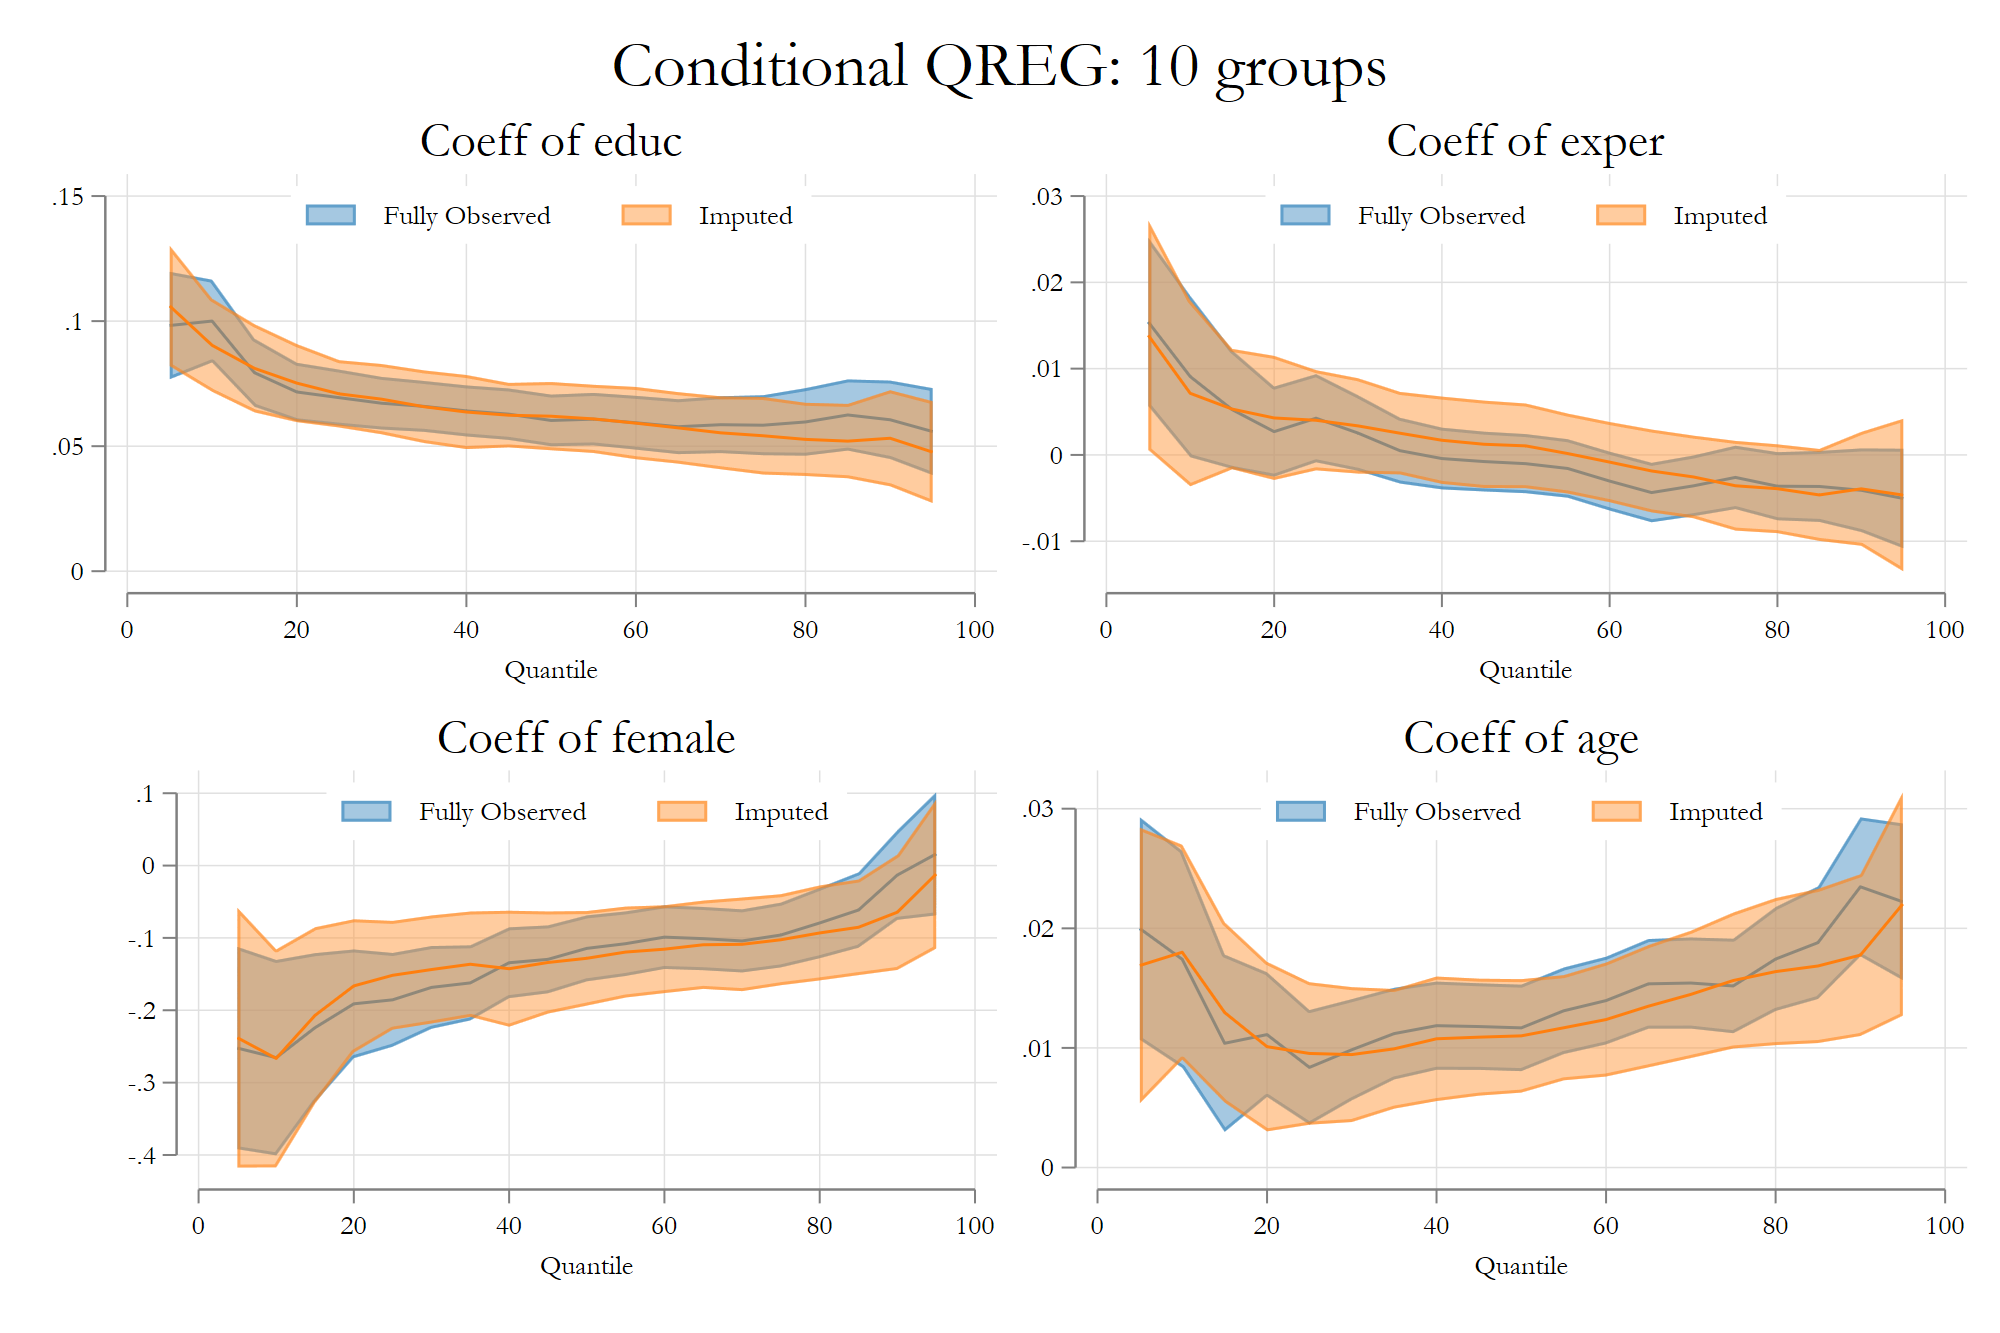 Conditional QREG: 10 groups
Coeff of educ
Fully Observed Imputed
.15
.1
.05
0
0 20 40 60 80 100
Quantile
Coeff of exper
Fully Observed Imputed
.03
.02
.01
0
-.01
0 20 40 60 80 100
Quantile
Coeff of female
Fully Observed Imputed
.1
0
-.1
-.2
-.3
-.4
0 20 40 60 80 100
Quantile
Coeff of age
Fully Observed Imputed
.03
.02
.01
0
0 20 40 60 80 100
Quantile